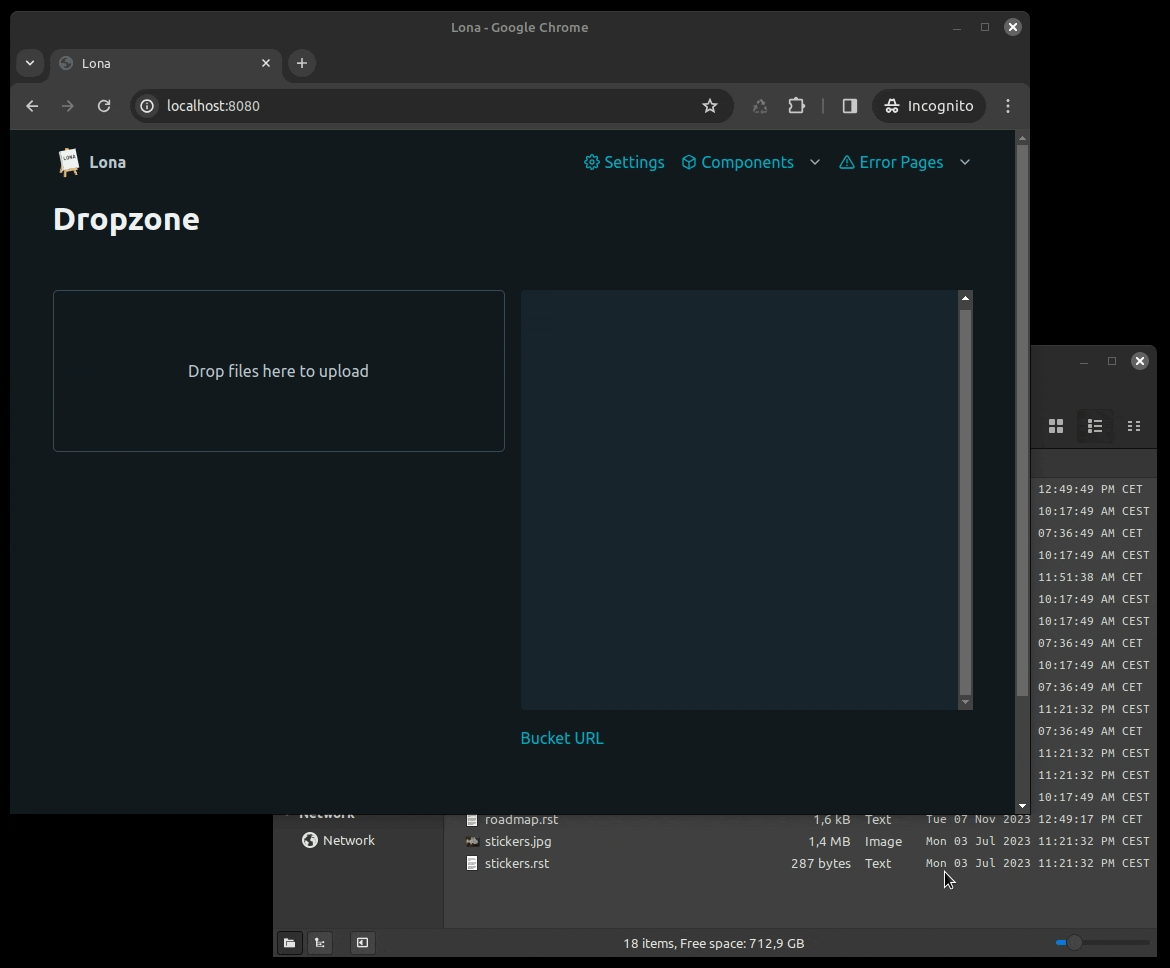 Lona - Google Chrome
Lona
localhost:8080
Incognito
LONA
Lona
Settings
Components
Error Pages
Dropzone
Drop files here to upload
Bucket URL
12:49:49 PM CET
10:17:49 AM CEST
07:36:49 AM CET
10:17:49 AM CEST
11:51:38 AM CET
10:17:49 AM CEST
10:17:49 AM CEST
07:36:49 AM CET
10:17:49 AM CEST
07:36:49 AM CET
11:21:32 PM CEST
07:36:49 AM CET
11:21:32 PM CEST
11:21:32 PM CEST
10:17:49 AM CEST
Network
roadmap.rst 1,6 kB Text Tue 07 Nov 2023 12:49:17 PM CET
Network
stickers.jpg 1,4 MB Image Mon 03 Jul 2023 11:21:32 PM CEST
stickers.rst 287 bytes Text Mon 03 Jul 2023 11:21:32 PM CEST
18 items, Free space: 712,9 GB